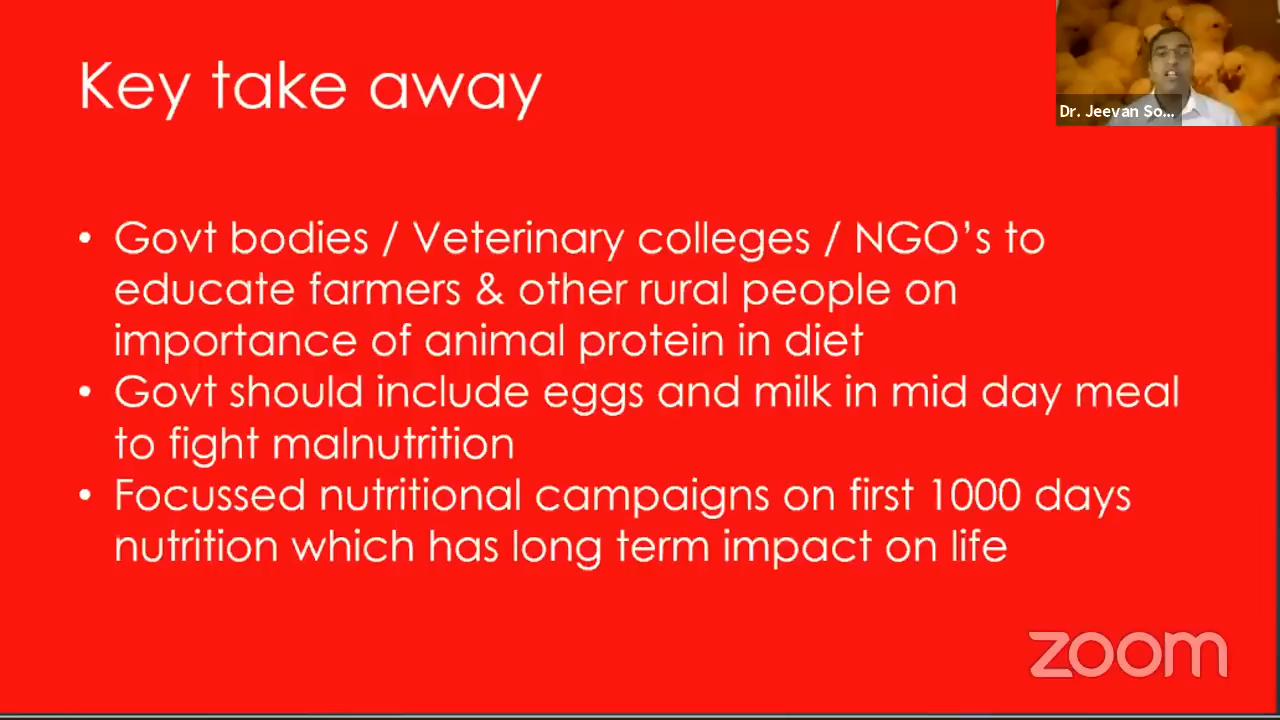 Key take away
Dr. Jeevan So...
• Govt bodies / Veterinary colleges / NGO's to
educate farmers & other rural people on
importance of animal protein in diet
• Govt should include eggs and milk in mid day meal
to fight malnutrition
• Focussed nutritional campaigns on first 1000 days
nutrition which has long term impact on life
zoom